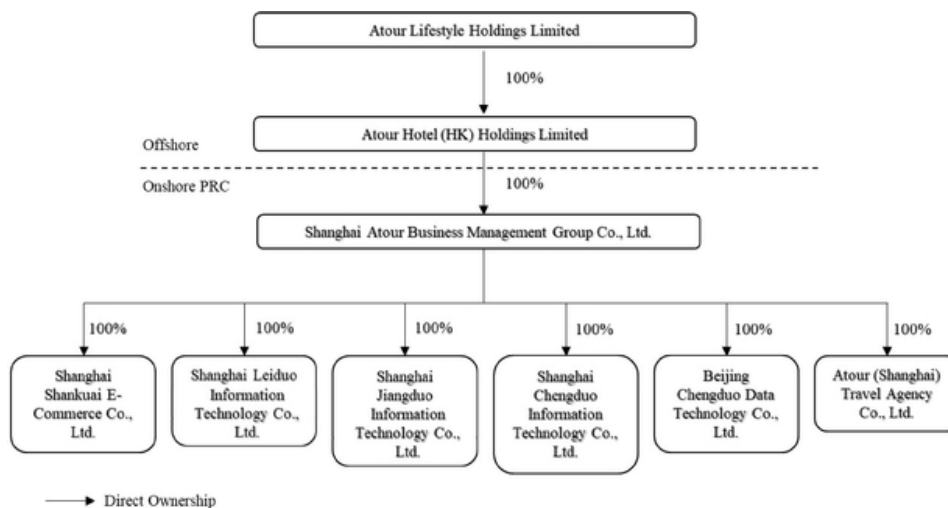 Atour Lifestyle Holdings Limited
100%
Atour Hotel (HK) Holdings Limited
Offshore
Onshore PRC
100%
Shanghai Atour Business Management Group Co., Ltd.
100%
100%
100%
100%
100%
100%
Shanghai
Shankuai E-
Commerce Co.,
Ltd.
Shanghai Leiduo
Information
Technology Co.,
Ltd.
Shanghai
Jiangduo
Information
Technology Co.,
Ltd.
Shanghai
Chengduo
Information
Technology Co.,
Ltd.
Beijing
Chengduo Data
Technology Co.,
Ltd.
Atour (Shanghai)
Travel Agency
Co., Ltd.
Direct Ownership